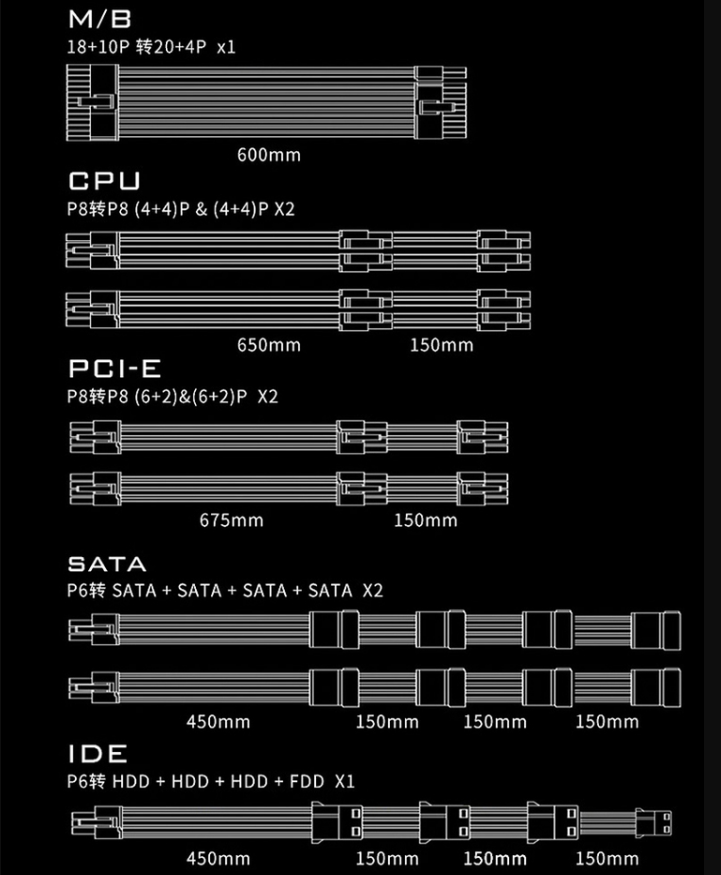 M/B
18+10P 转20+4P x1
600mm
CPU
P8转P8 (4+4)P & (4+4)P X2
650mm 150mm
PCI-E
P8转P8 (6+2)&(6+2)P X2
675mm 150mm
SATA
P6转 SATA + SATA + SATA + SATA X2
450mm 150mm 150mm 150mm
IDE
P6转 HDD + HDD + HDD + FDD X1
450mm 150mm 150mm 150mm